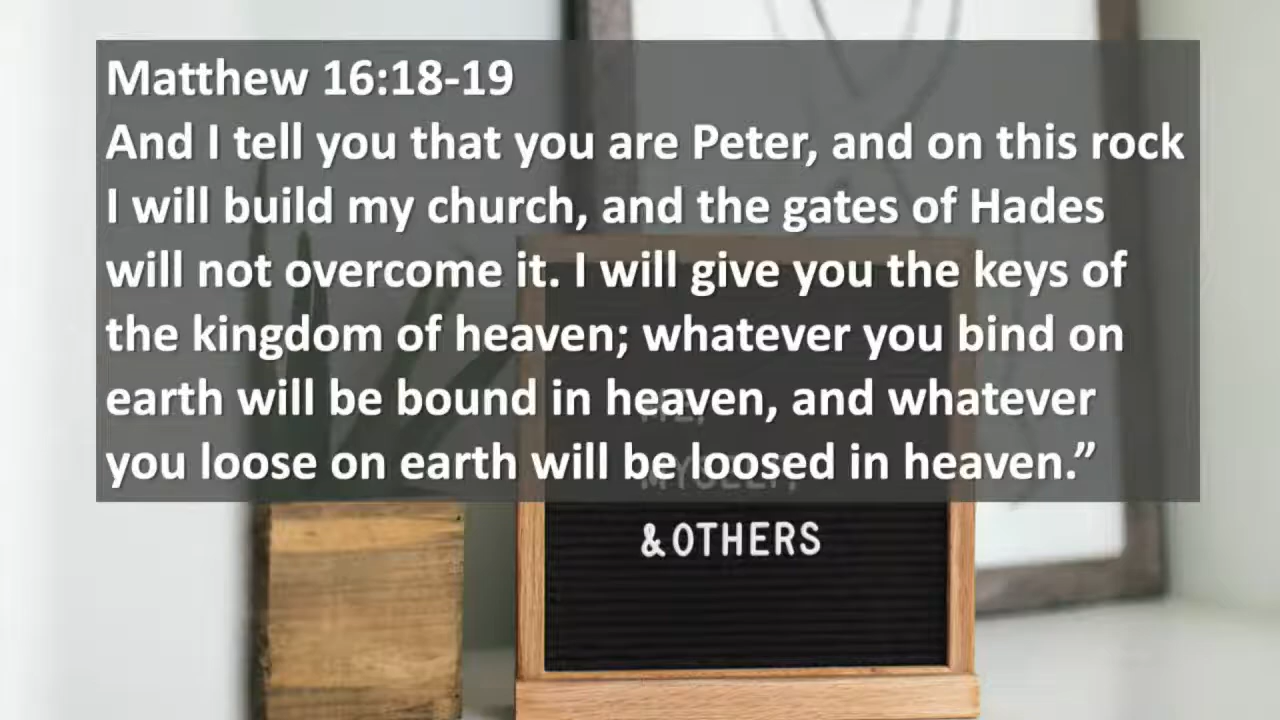 Matthew 16:18-19
And I tell you that you are Peter, and on this rock
I will build my church, and the gates of Hades
will not overcome it. I will give you the keys of
the kingdom of heaven; whatever you bind on
earth will be bound in heaven, and whatever
you loose on earth will be loosed in heaven.”
ME,
MYSELF,
& OTHERS